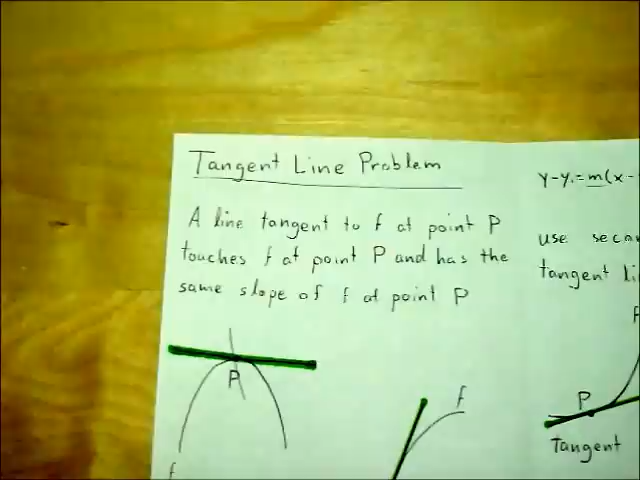 Tangent Line Problem
A line tangent to f at point P
touches f at point P and has the
same slope of f at point P
P
f
f
y-y₁=m(x-
use
tangent
P
Tangent